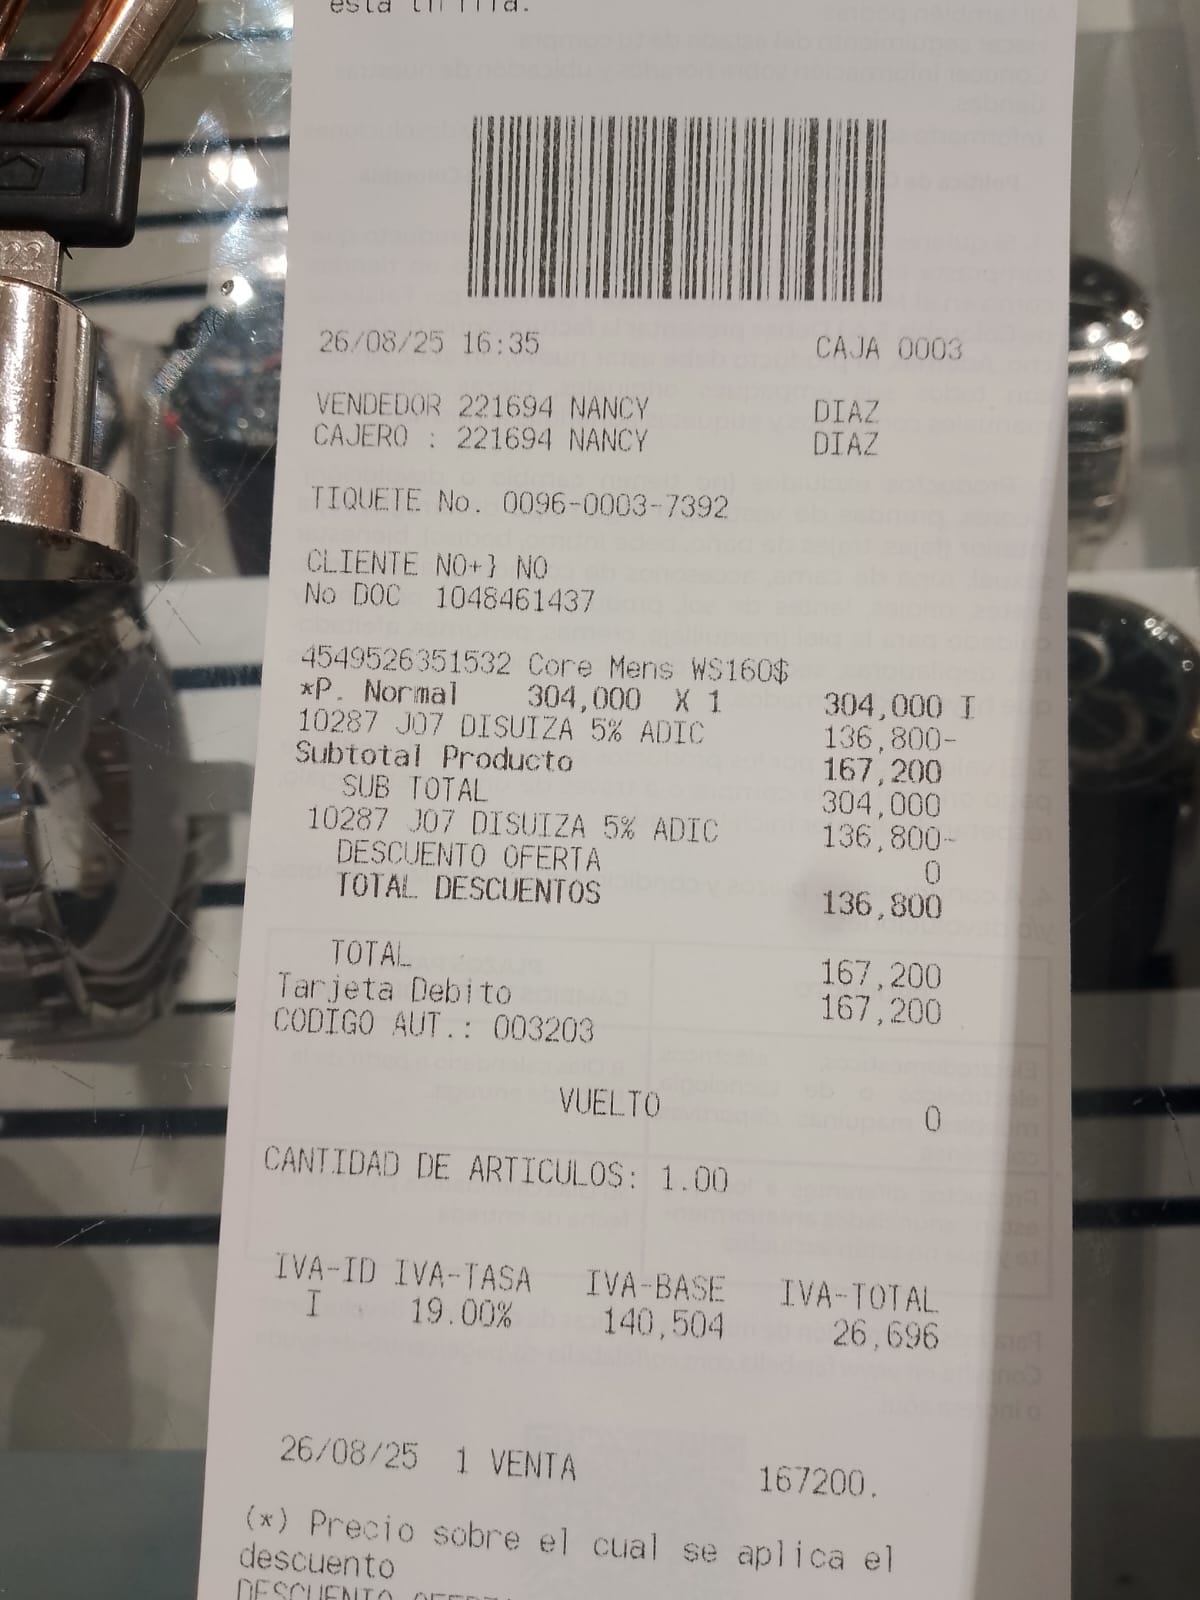 esta tirilla.
26/08/25 16:35 CAJA 0003
VENDEDOR 221694 NANCY DIAZ
CAJERO : 221694 NANCY DIAZ
TIQUETE No. 0096-0003-7392
CLIENTE NO+} NO
No DOC 1048461437
4549526351532 Core Mens WS160$
*P. Normal 304,000 X 1 304,000 I
10287 J07 DISUIZA 5% ADIC 136,800-
Subtotal Producto 167,200
SUB TOTAL 304,000
10287 J07 DISUIZA 5% ADIC 136,800-
DESCUENTO OFERTA 0
TOTAL DESCUENTOS 136,800
TOTAL 167,200
Tarjeta Debito 167,200
CODIGO AUT.: 003203
VUELTO 0
CANTIDAD DE ARTICULOS: 1.00
IVA-ID IVA-TASA IVA-BASE IVA-TOTAL
I 19.00% 140,504 26,696
26/08/25 1 VENTA 167200.
(*) Precio sobre el cual se aplica el
descuento
DESCUENTO